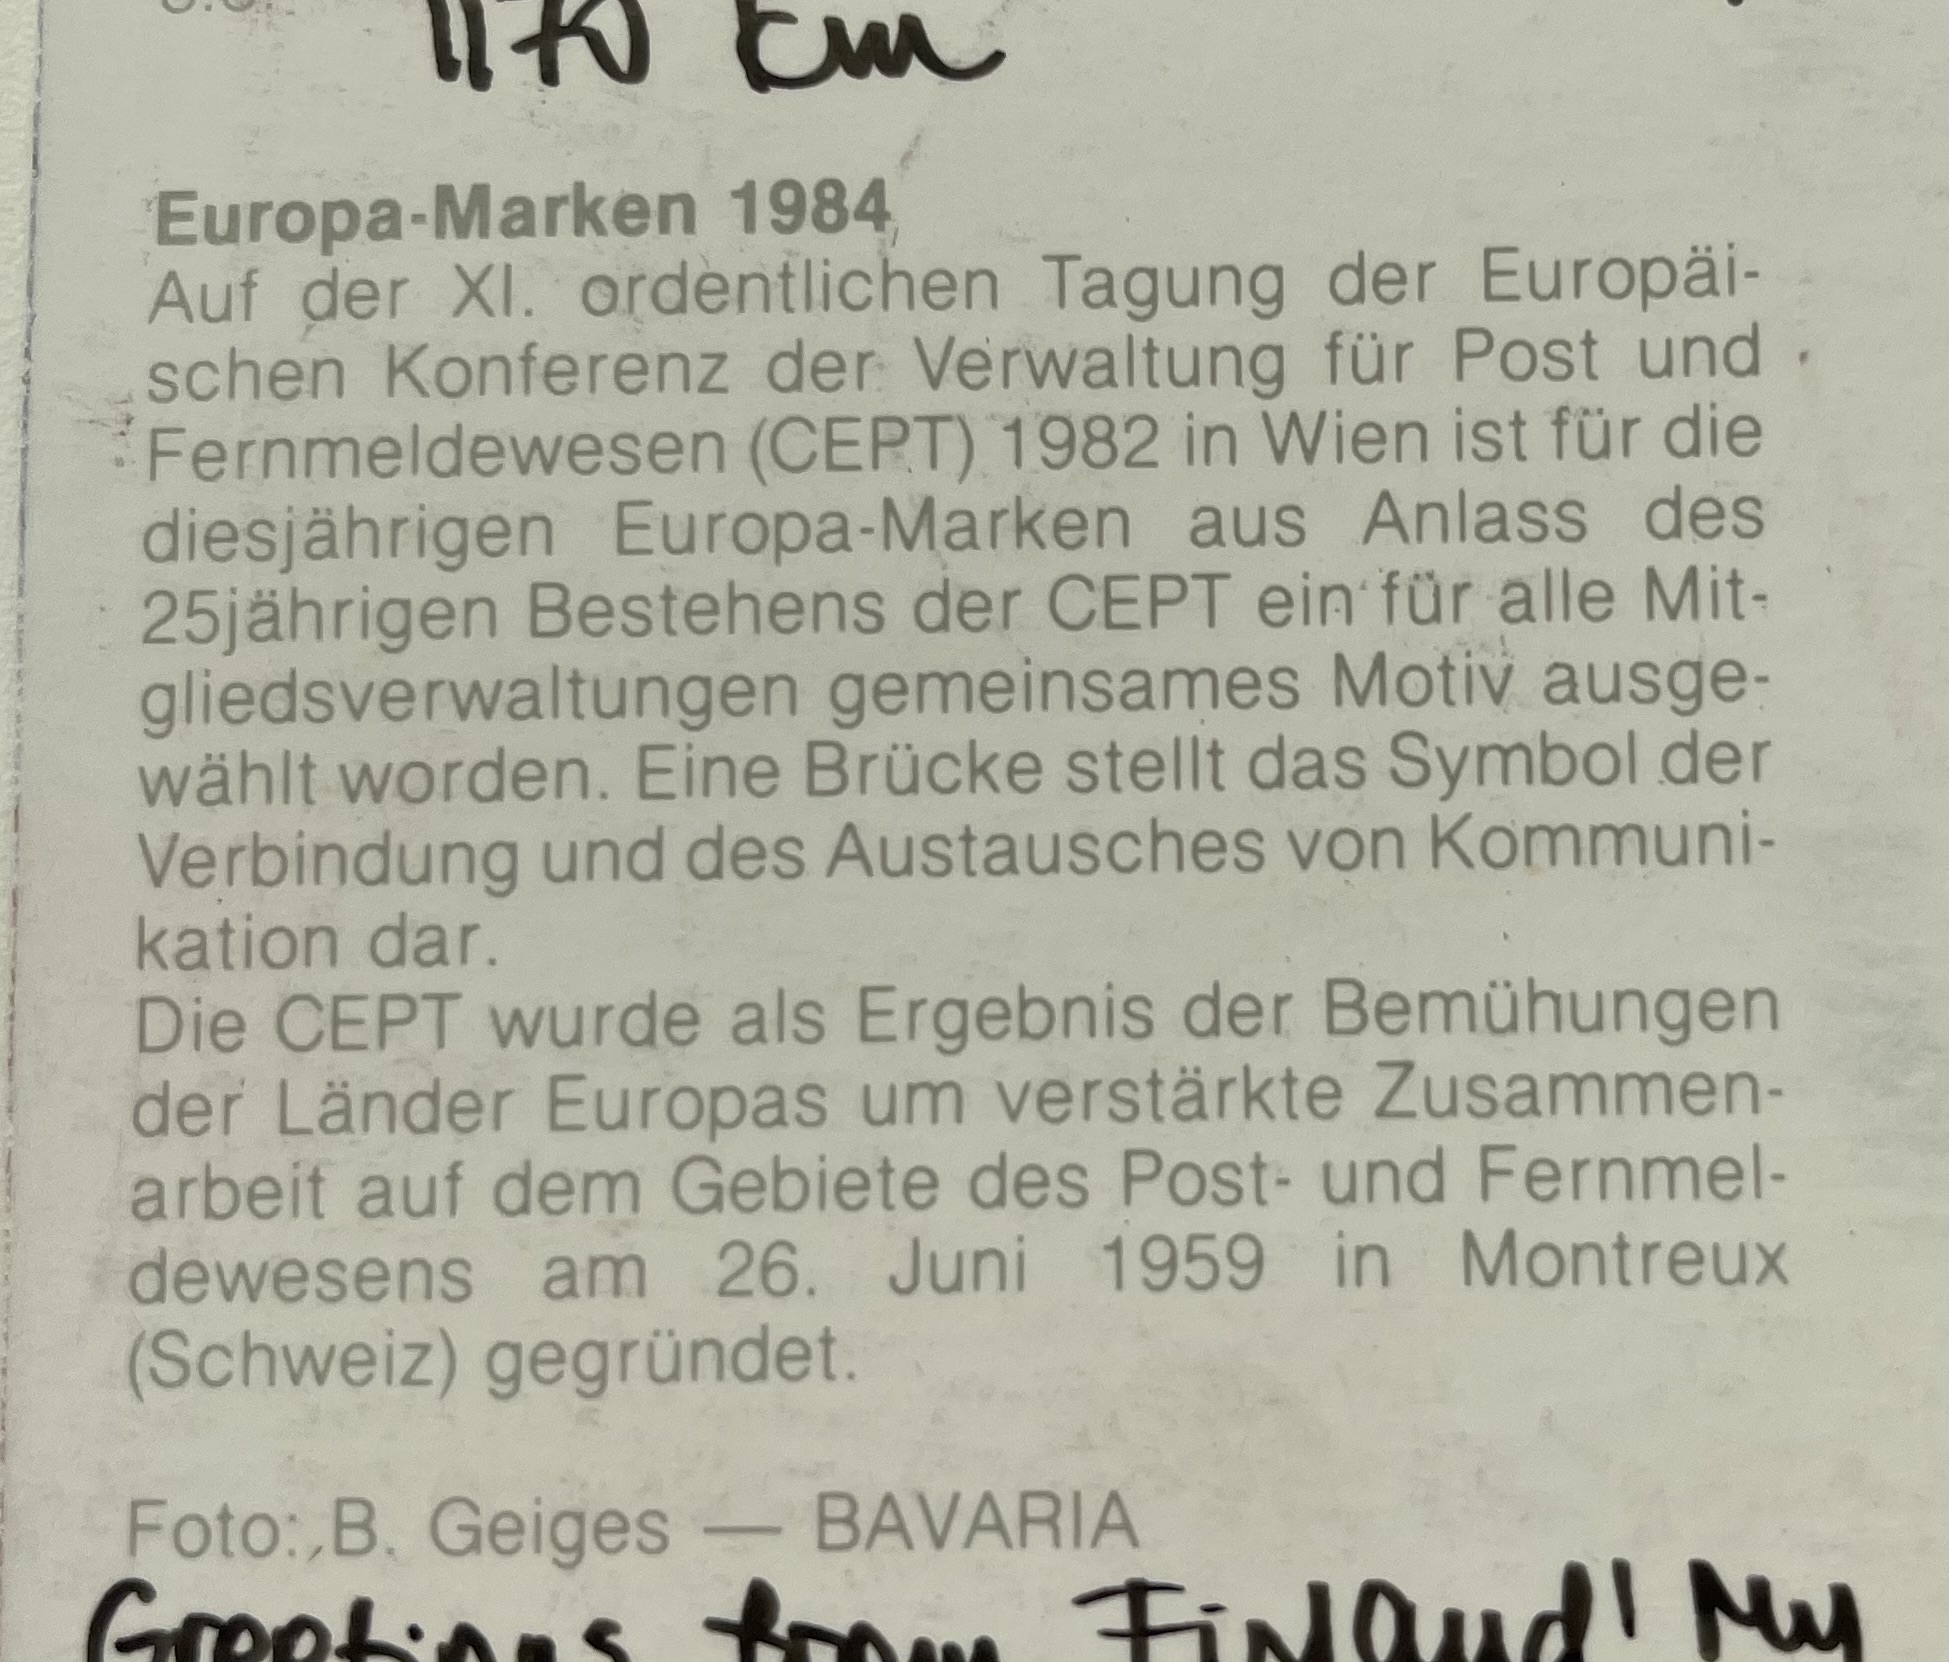 1170 km
Europa-Marken 1984
Auf der XI. ordentlichen Tagung der Europäi-
schen Konferenz der Verwaltung für Post und
Fernmeldewesen (CEPT) 1982 in Wien ist für die
diesjährigen Europa-Marken aus Anlass des
25jährigen Bestehens der CEPT ein für alle Mit-
gliedsverwaltungen gemeinsames Motiv ausge-
wählt worden. Eine Brücke stellt das Symbol der
Verbindung und des Austausches von Kommuni-
kation dar.
Die CEPT wurde als Ergebnis der Bemühungen
der Länder Europas um verstärkte Zusammen-
arbeit auf dem Gebiete des Post- und Fernmel-
dewesens am 26. Juni 1959 in Montreux
(Schweiz) gegründet.
Foto: B. Geiges — BAVARIA
Greetings from Finland! My